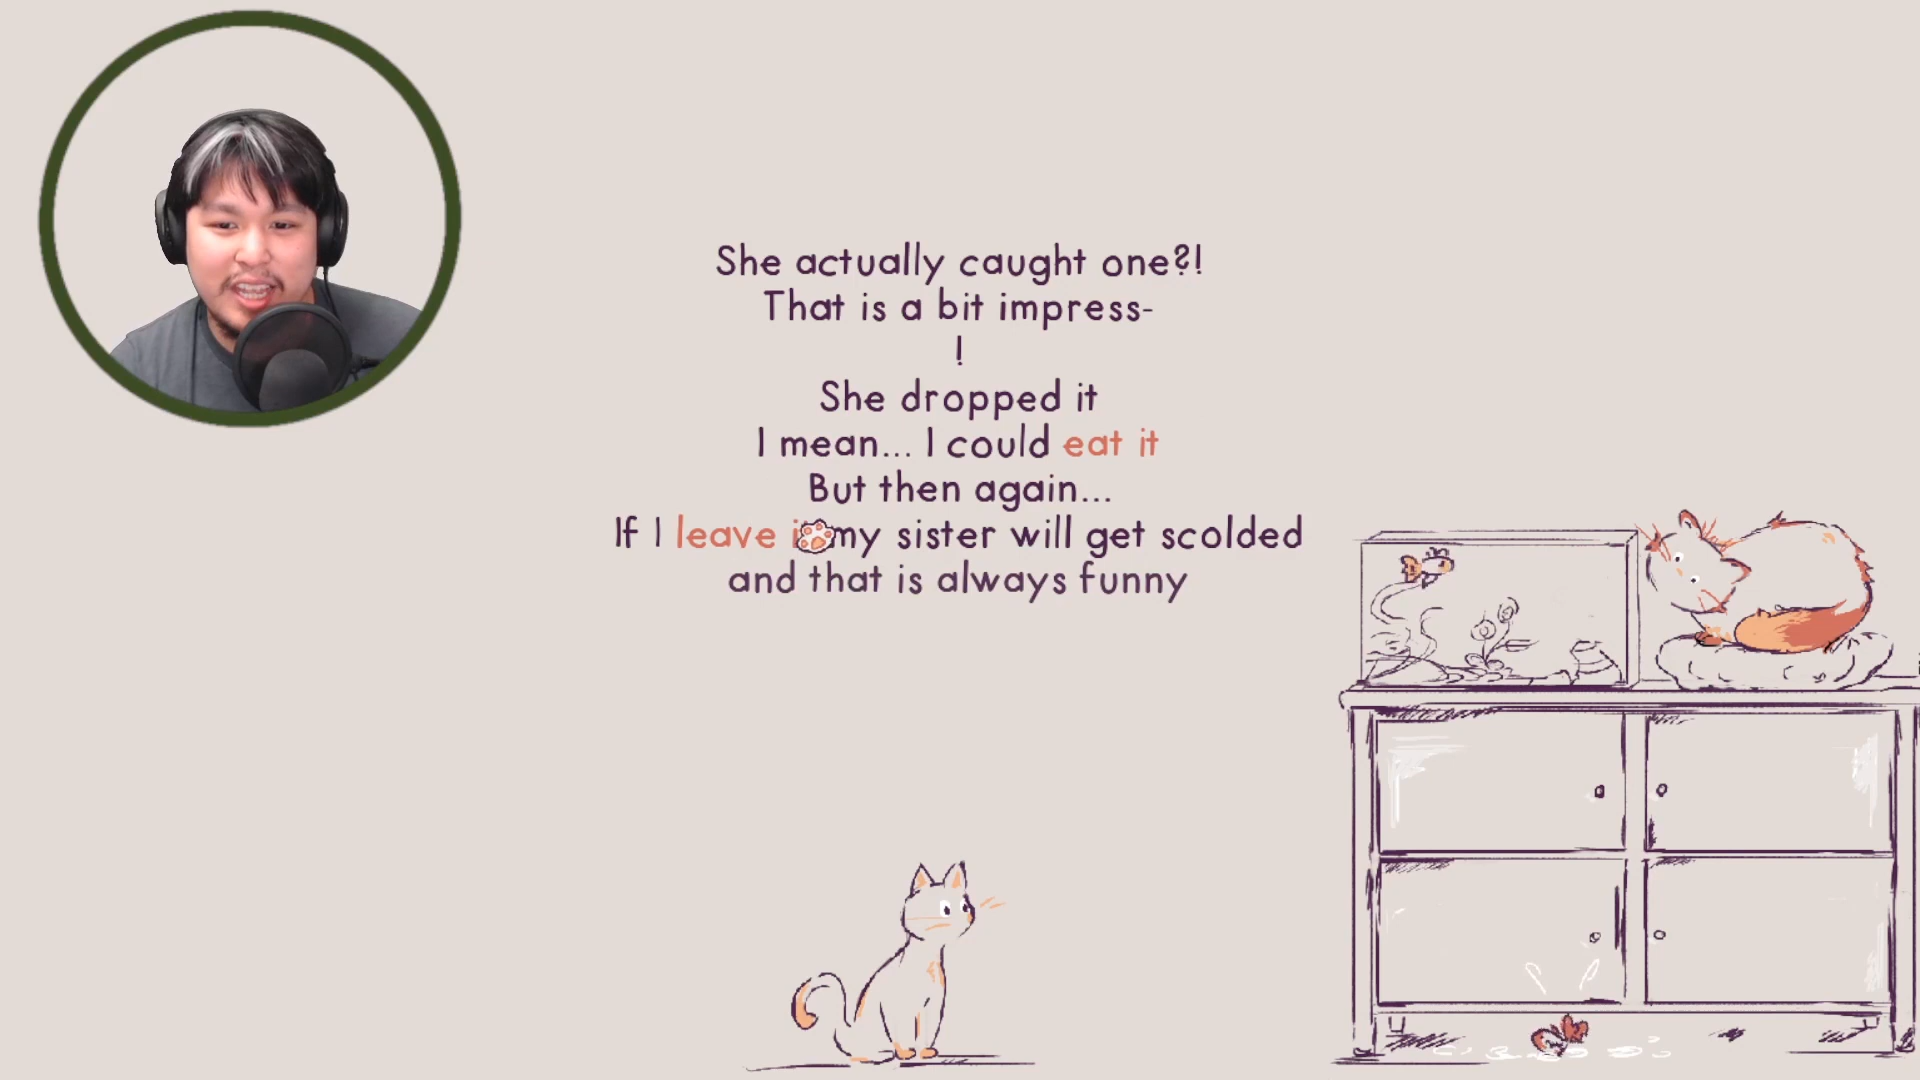 She actually caught one?!
That is a bit impress-
!
She dropped it
I mean... I could eat it
But then again...
If I leave my sister will get scolded
and that is always funny